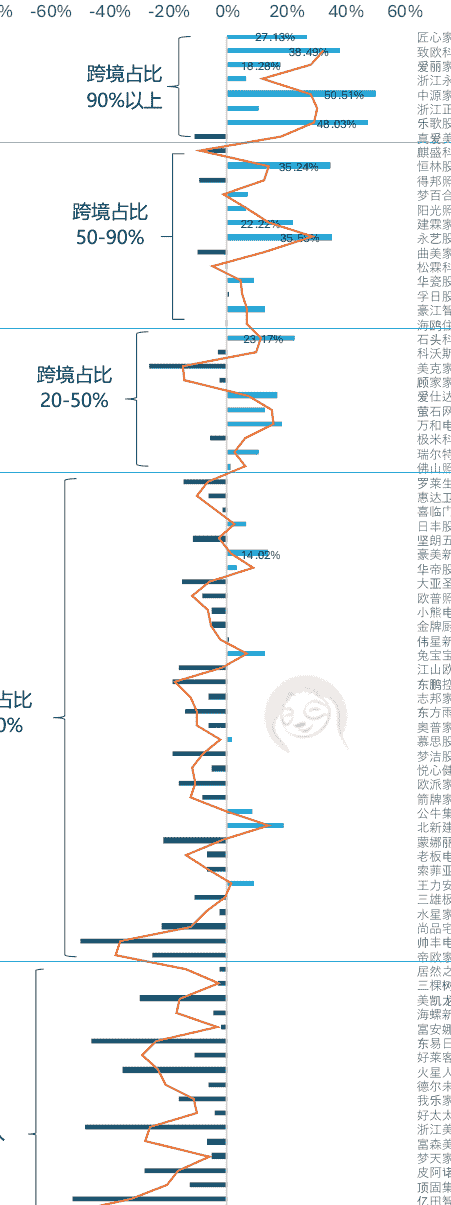 -60% -40% -20% 0% 20% 40% 60%
27.13% 匠心家
38.49% 致欧科
18.28% 爱丽家
浙江永
50.51% 中源家
浙江正
48.03% 乐歌股
真爱美
跨境占比
90%以上
麒盛科
35.24% 恒林股
得邦照
梦百合
阳光照
22.22% 建霖家
永艺股
曲美家
松霖科
华瓷股
孚日股
豪江智
海鸥住
跨境占比
50-90%
23.17% 石头科
科沃斯
美克家
顾家家
爱仕达
萤石网
万和电
极米科
瑞尔特
佛山照
跨境占比
20-50%
罗莱生
惠达卫
喜临门
日丰股
坚朗五
14.02% 豪美新
华帝股
大亚圣
欧普照
小熊电
金牌厨
伟星新
兔宝宝
江山欧
东鹏控
志邦家
东方雨
奥普家
慕思股
梦洁股
悦心健
欧派家
箭牌家
公牛集
北新建
蒙娜丽
老板电
索菲亚
王力安
三雄极
水星家
尚品宅
帅丰电
帝欧家
占比
0%
居然之
三棵树
美凯龙
海螺新
富安娜
东易日
好莱客
火星人
德尔未
我乐家
好太太
浙江美
富森美
梦天家
皮阿诺
顶固集
亿田智